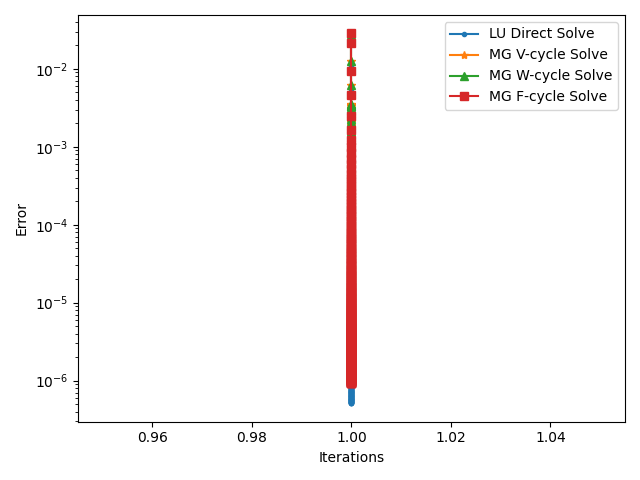 LU Direct Solve
MG V-cycle Solve
MG W-cycle Solve
MG F-cycle Solve
Error
10⁻²
10⁻³
10⁻⁴
10⁻⁵
10⁻⁶
0.96 0.98 1.00 1.02 1.04
Iterations